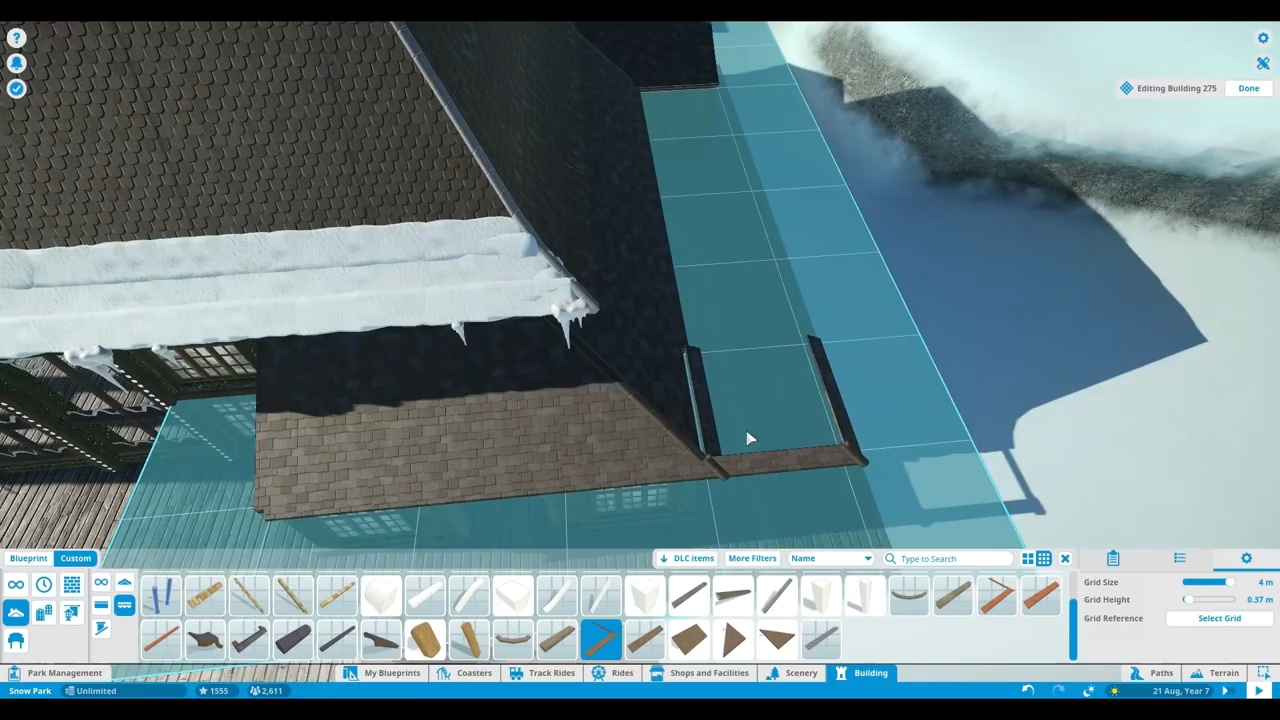 ?
Editing Building 275 Done
Blueprint Custom DLC items More Filters Name Type to Search
Grid Size 4 m
Grid Height 0.37 m
Grid Reference Select Grid
Park Management My Blueprints Coasters Track Rides Rides Shops and Facilities Scenery Building Paths Terrain
Snow Park Unlimited 1555 2,611 21 Aug, Year 7